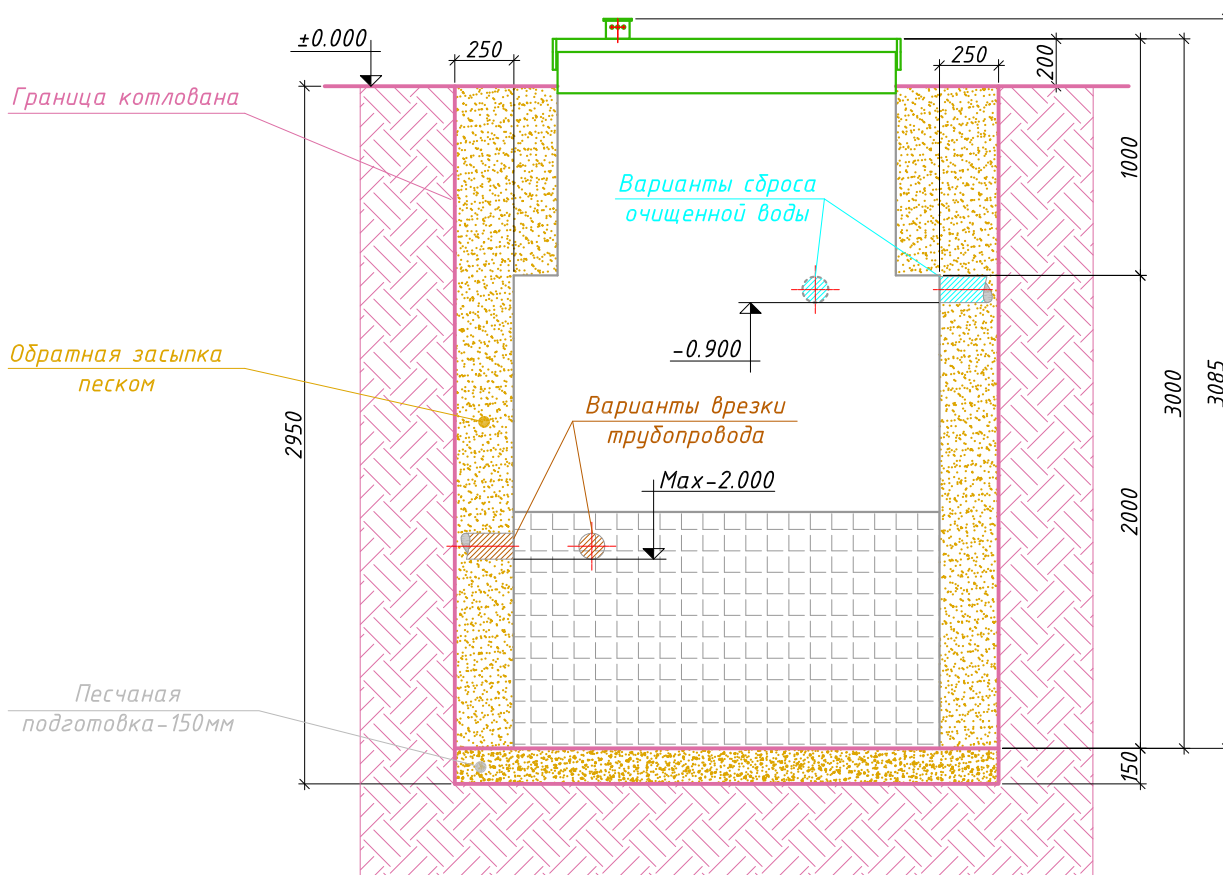 ±0.000
250
250
200
Граница котлована
1000
Варианты сброса
очищенной воды
-0.900
Обратная засыпка
песком
3085
3000
Варианты врезки
трубопровода
2950
Max-2.000
2000
Песчаная
подготовка-150мм
150